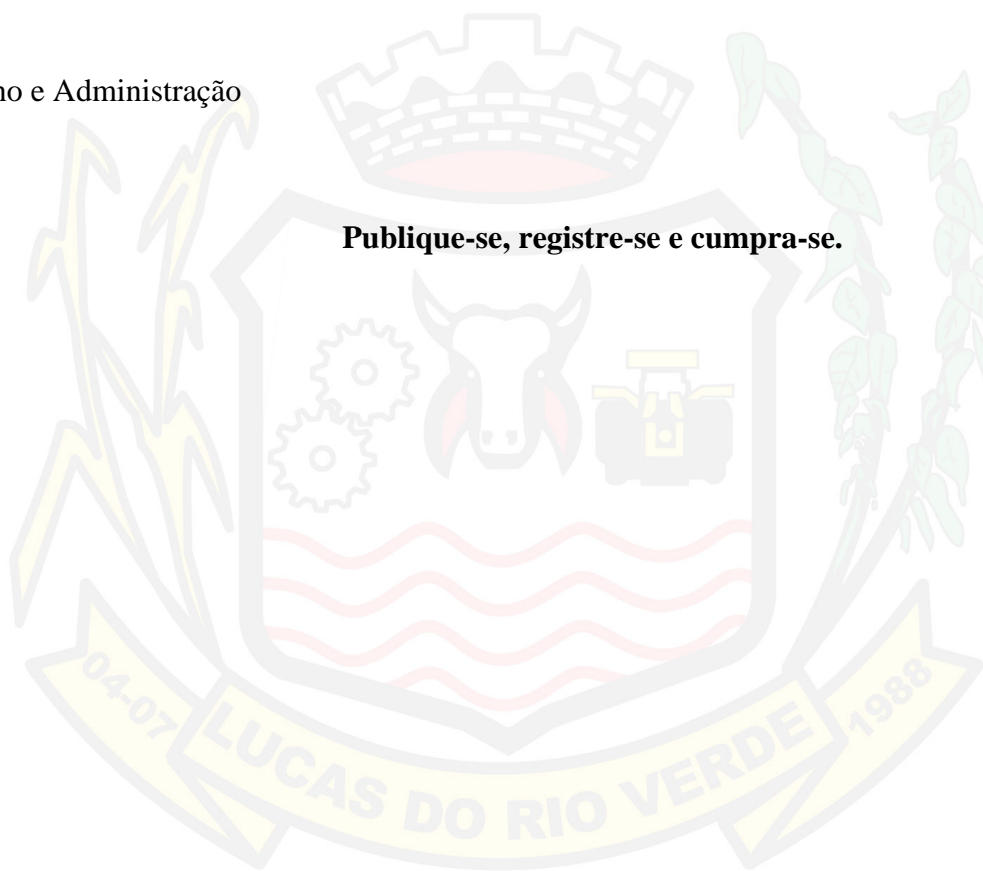 no e Administração
Publique-se, registre-se e cumpra-se.
04-07
LUCAS DO RIO VERDE
1988